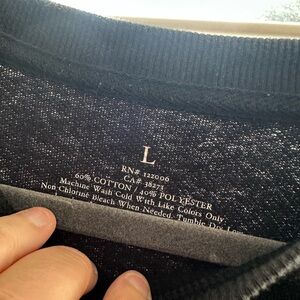 L
RN# 122006
CA# 38273
60% COTTON / 40% POLYESTER
Machine Wash Cold With Like Colors Only
Non Chlorine Bleach When Needed. Tumble Dry